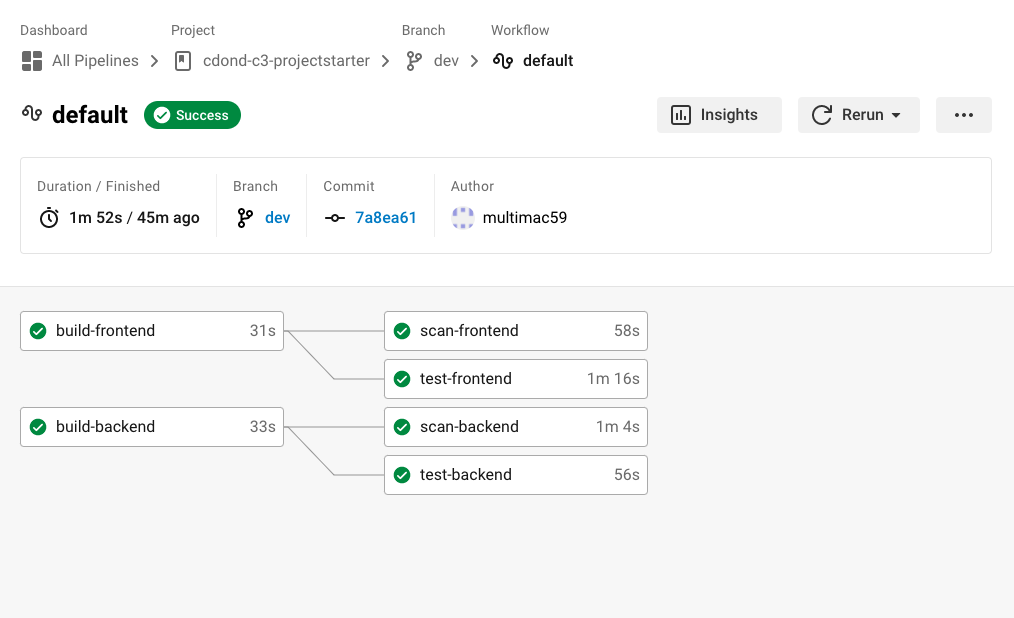 Dashboard Project Branch Workflow
All Pipelines cdond-c3-projectstarter dev default
default Success Insights Rerun
Duration / Finished Branch Commit Author
1m 52s / 45m ago dev 7a8ea61 multimac59
build-frontend 31s scan-frontend 58s
test-frontend 1m 16s
build-backend 33s scan-backend 1m 4s
test-backend 56s